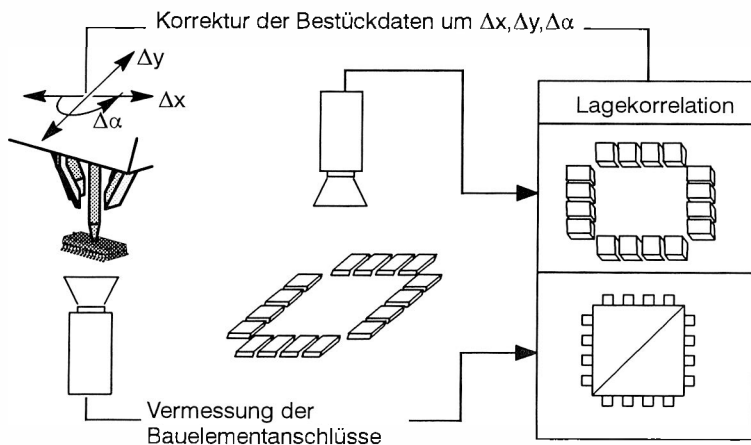 Korrektur der Bestückdaten um Δx,Δy,Δα
Δy
Δx
Δα
Lagekorrelation
Vermessung der
Bauelementanschlüsse